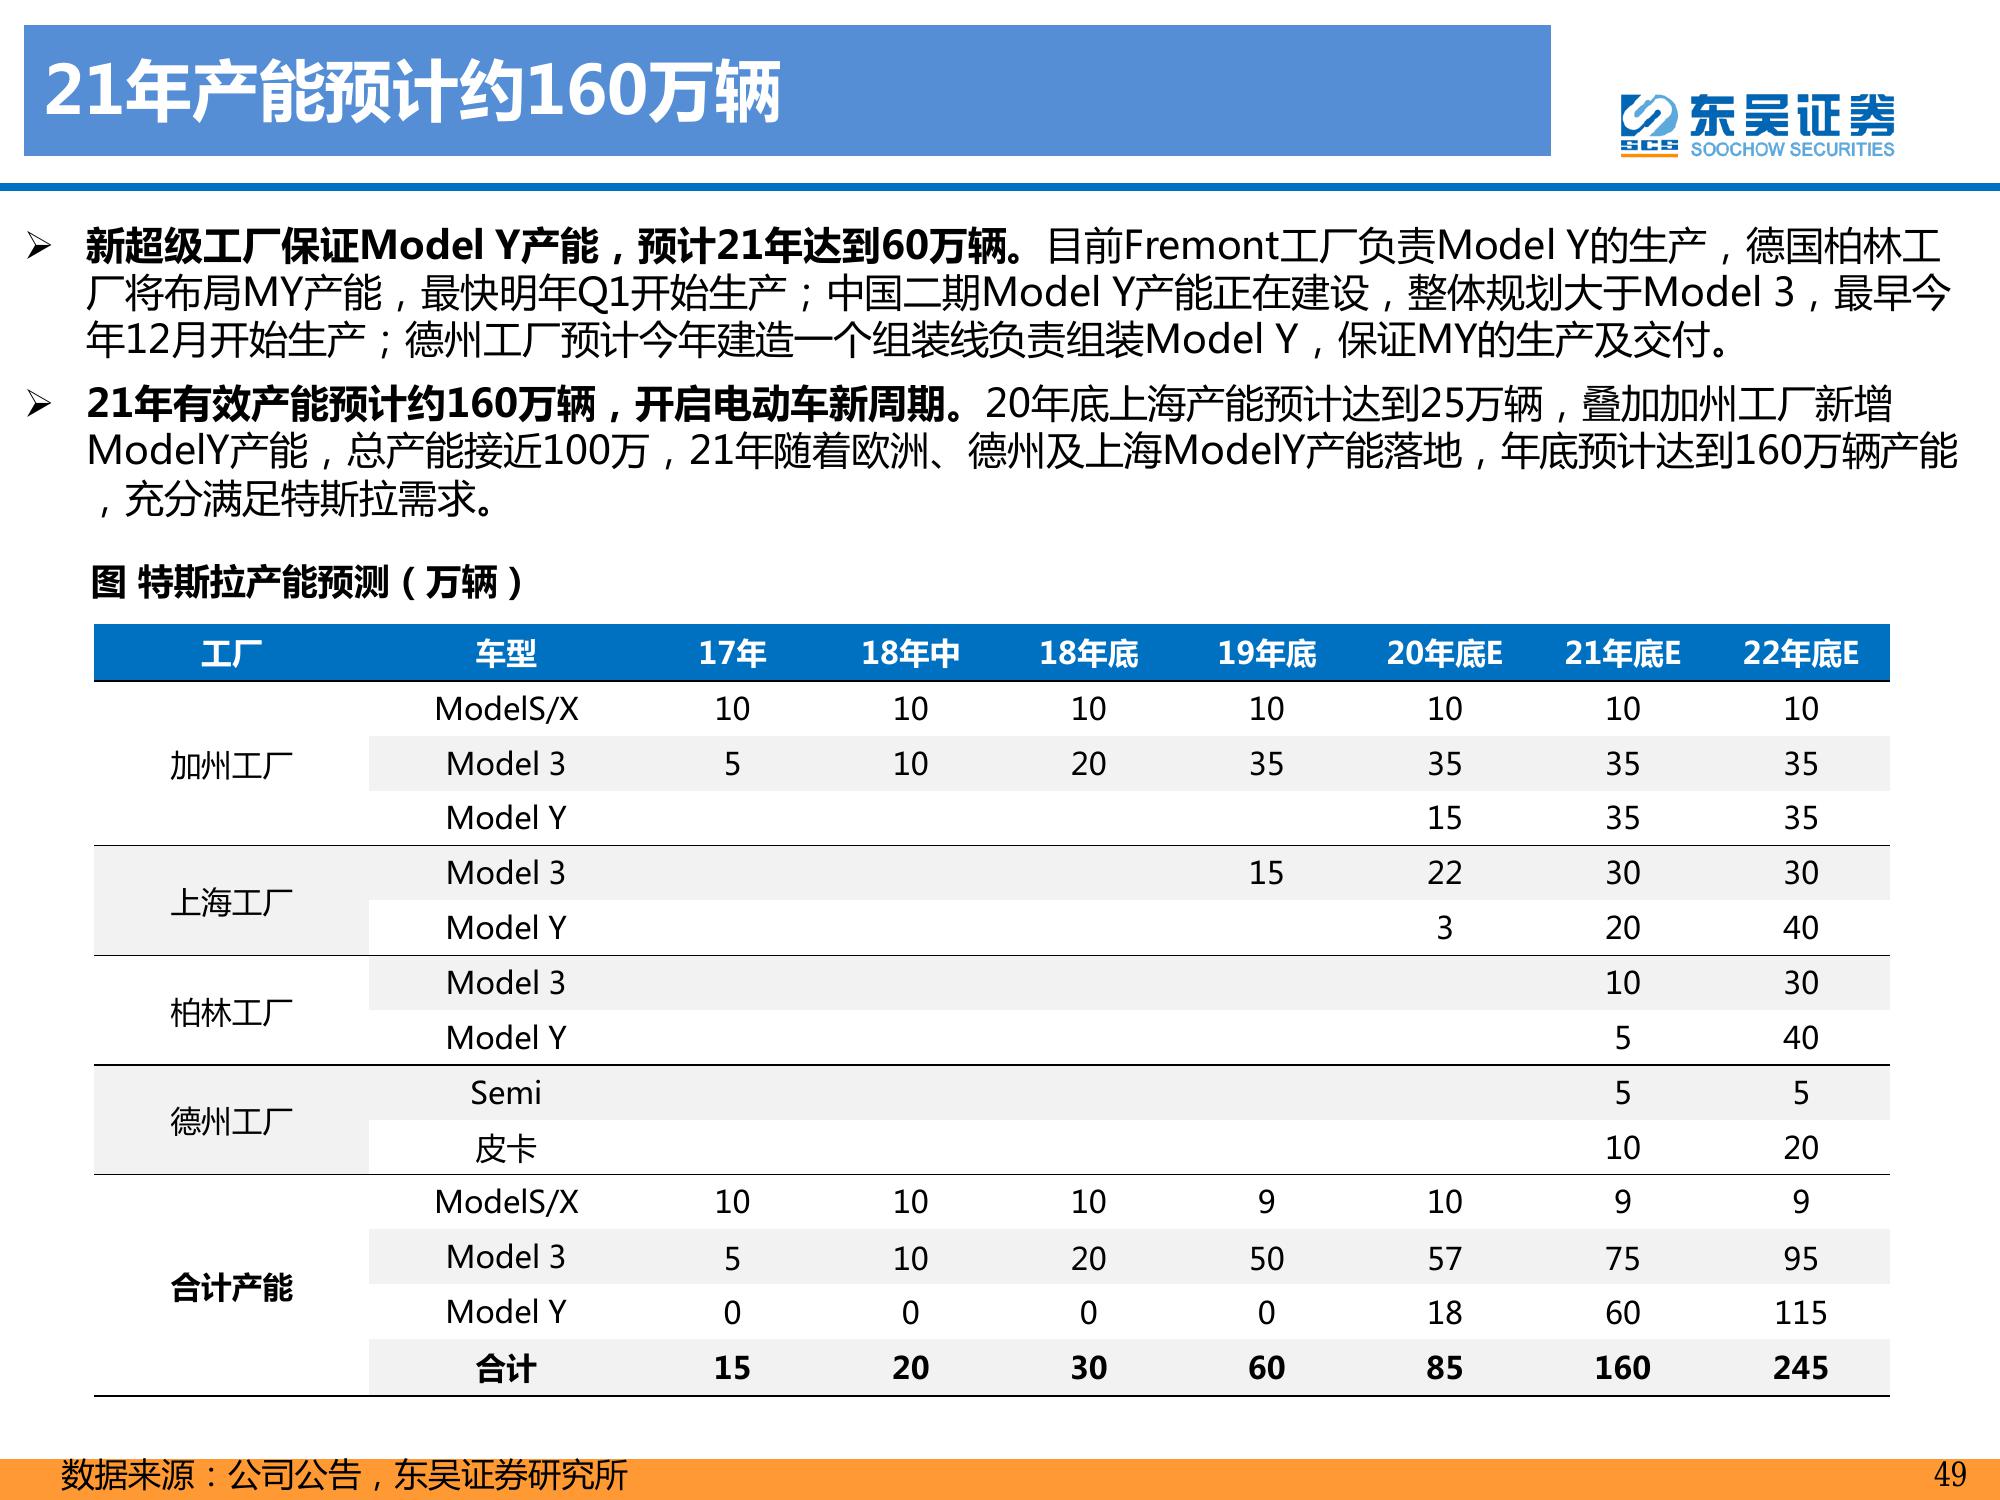 21年产能预计约160万辆
东吴证券
SCS
SOOCHOW SECURITIES
➢ 新超级工厂保证Model Y产能，预计21年达到60万辆。目前Fremont工厂负责Model Y的生产，德国柏林工
厂将布局MY产能，最快明年Q1开始生产；中国二期Model Y产能正在建设，整体规划大于Model 3，最早今
年12月开始生产；德州工厂预计今年建造一个组装线负责组装Model Y，保证MY的生产及交付。
➢ 21年有效产能预计约160万辆，开启电动车新周期。20年底上海产能预计达到25万辆，叠加加州工厂新增
ModelY产能，总产能接近100万，21年随着欧洲、德州及上海ModelY产能落地，年底预计达到160万辆产能
，充分满足特斯拉需求。
图 特斯拉产能预测（万辆）
工厂 车型 17年 18年中 18年底 19年底 20年底E 21年底E 22年底E
ModelS/X 10 10 10 10 10 10 10
加州工厂 Model 3 5 10 20 35 35 35 35
Model Y 15 35 35
上海工厂 Model 3 15 22 30 30
Model Y 3 20 40
柏林工厂 Model 3 10 30
Model Y 5 40
德州工厂 Semi 5 5
皮卡 10 20
ModelS/X 10 10 10 9 10 9 9
Model 3 5 10 20 50 57 75 95
合计产能 Model Y 0 0 0 0 18 60 115
合计 15 20 30 60 85 160 245
数据来源：公司公告，东吴证券研究所 49